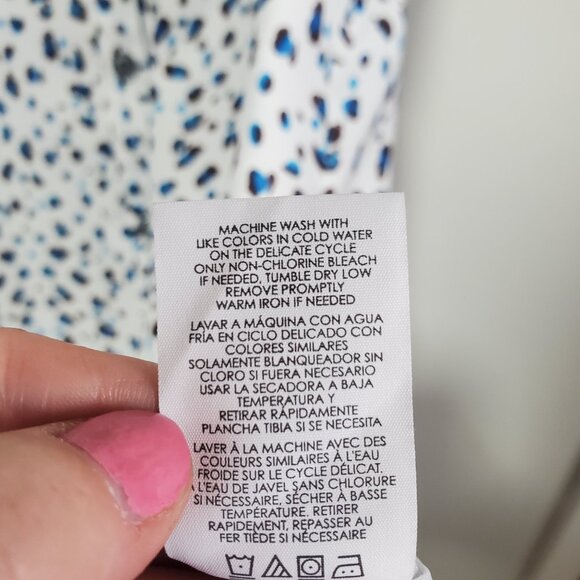 MACHINE WASH WITH
LIKE COLORS IN COLD WATER
ON THE DELICATE CYCLE
ONLY NON-CHLORINE BLEACH
IF NEEDED, TUMBLE DRY LOW
REMOVE PROMPTLY
WARM IRON IF NEEDED
LAVAR A MÁQUINA CON AGUA
FRÍA EN CICLO DELICADO CON
COLORES SIMILARES
SOLAMENTE BLANQUEADOR SIN
CLORO SI FUERA NECESARIO
USAR LA SECADORA A BAJA
TEMPERATURA Y
RETIRAR RÁPIDAMENTE
PLANCHA TIBIA SI SE NECESITA
LAVER À LA MACHINE AVEC DES
COULEURS SIMILAIRES À L'EAU
FROIDE SUR LE CYCLE DÉLICAT.
À L'EAU DE JAVEL SANS CHLORURE
SI NÉCESSAIRE, SÉCHER À BASSE
TEMPÉRATURE. RETIRER
RAPIDEMENT, REPASSER AU
FER TIÈDE SI NÉCESSAIRE